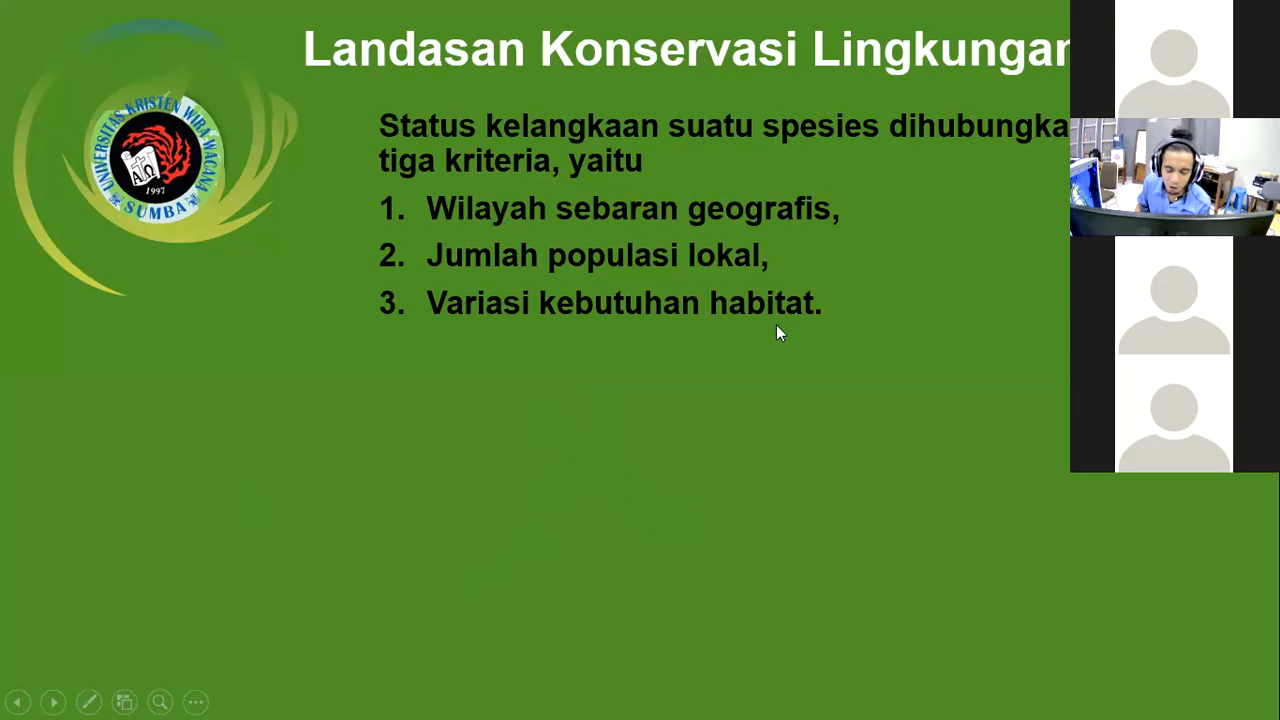 Landasan Konservasi Lingkungan
Status kelangkaan suatu spesies dihubungka
tiga kriteria, yaitu
1. Wilayah sebaran geografis,
2. Jumlah populasi lokal,
3. Variasi kebutuhan habitat.
UNIVERSITAS KRISTEN WIRA WACANA
A Ω
1997
SUMBA